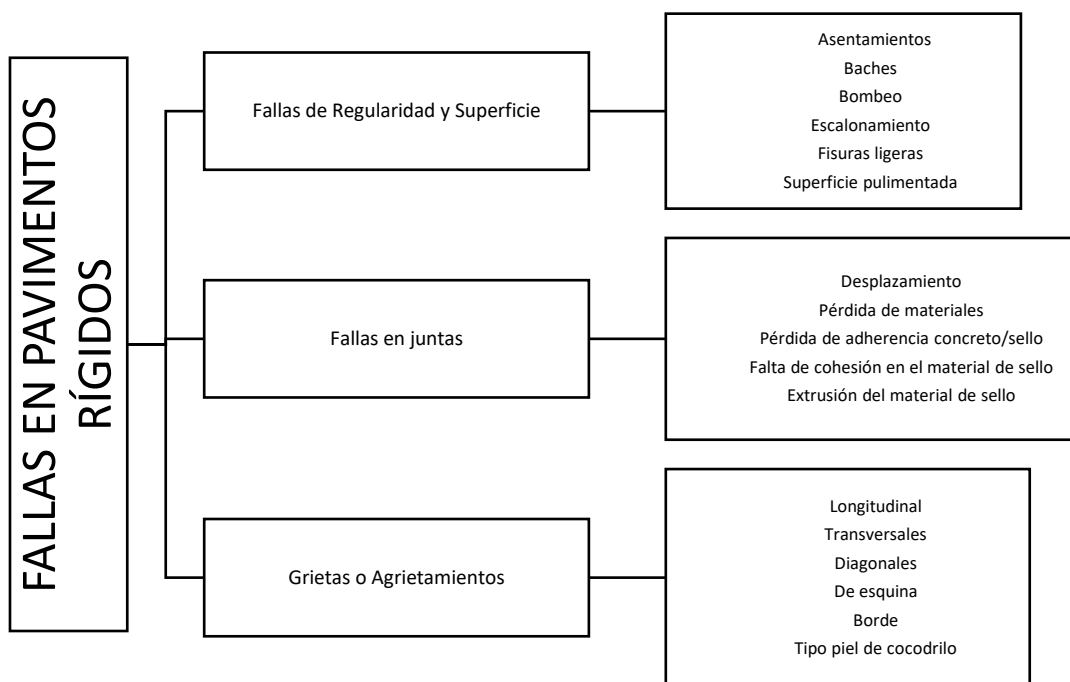 FALLAS EN PAVIMENTOS
RÍGIDOS
Fallas de Regularidad y Superficie
Asentamientos
Baches
Bombeo
Escalonamiento
Fisuras ligeras
Superficie pulimentada
Fallas en juntas
Desplazamiento
Pérdida de materiales
Pérdida de adherencia concreto/sello
Falta de cohesión en el material de sello
Extrusión del material de sello
Grietas o Agrietamientos
Longitudinal
Transversales
Diagonales
De esquina
Borde
Tipo piel de cocodrilo